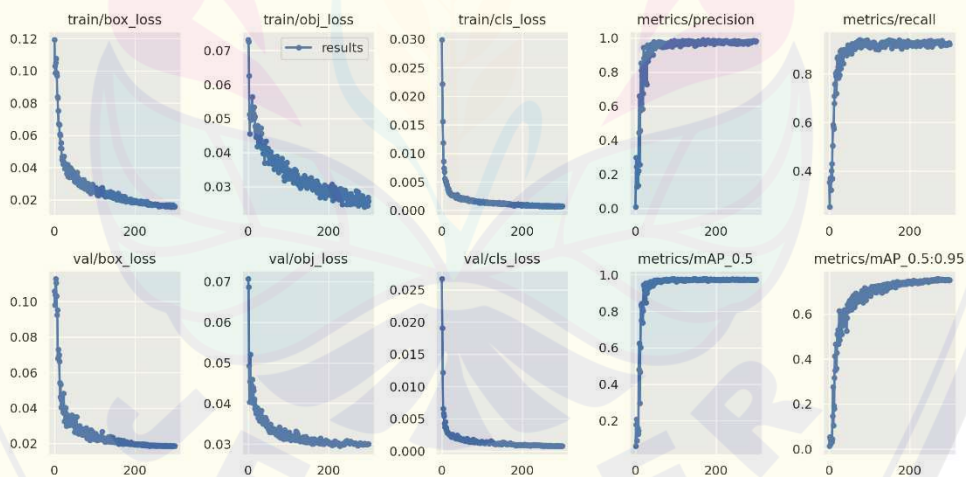 train/box_loss train/obj_loss train/cls_loss metrics/precision metrics/recall
0.12 0.10 0.08 0.06 0.04 0.02
0 200
0.07 0.06 0.05 0.04 0.03
results
0 200
0.030 0.025 0.020 0.015 0.010 0.005 0.000
0 200
1.0 0.8 0.6 0.4 0.2 0.0
0 200
0.8 0.6 0.4
0 200
val/box_loss val/obj_loss val/cls_loss metrics/mAP_0.5 metrics/mAP_0.5:0.95
0.10 0.08 0.06 0.04 0.02
0 200
0.07 0.06 0.05 0.04 0.03
0 200
0.025 0.020 0.015 0.010 0.005 0.000
0 200
1.0 0.8 0.6 0.4 0.2
0 200
0.6 0.4 0.2 0.0
0 200